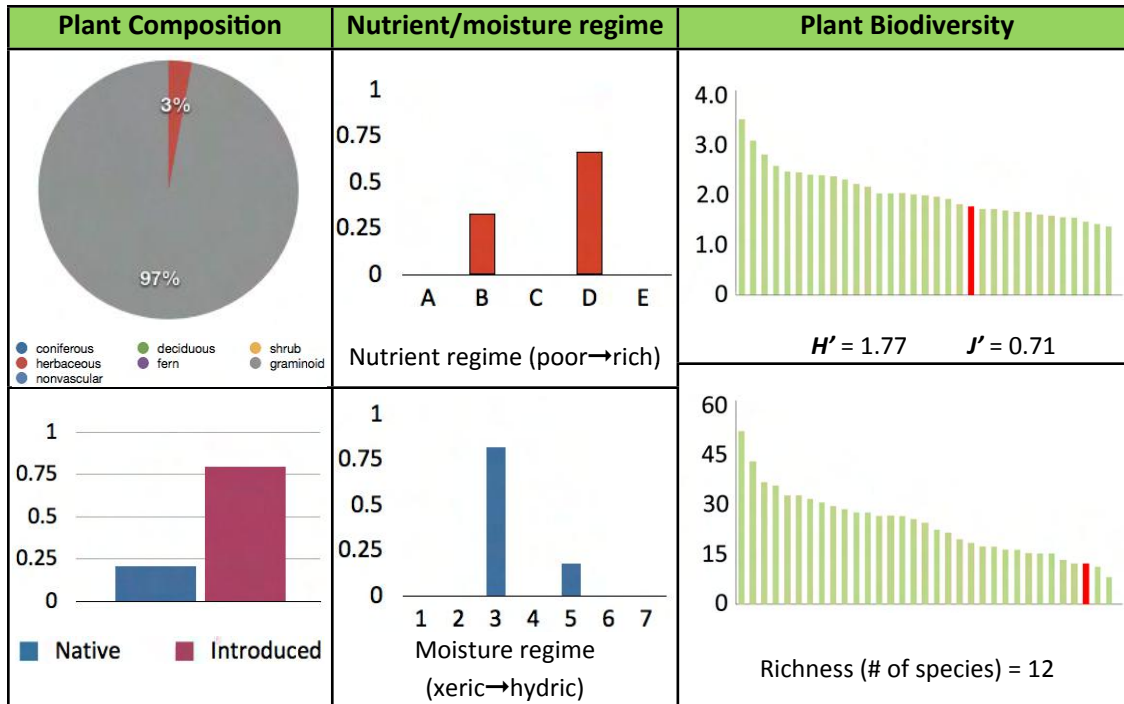 Plant Composition
Nutrient/moisture regime
Plant Biodiversity
3%
97%
coniferous
deciduous
shrub
herbaceous
fern
graminoid
nonvascular
1
0.75
0.5
0.25
0
A B C D E
Nutrient regime (poor→rich)
4.0
3.0
2.0
1.0
0
H' = 1.77 J' = 0.71
1
0.75
0.5
0.25
0
Native Introduced
1
0.75
0.5
0.25
0
1 2 3 4 5 6 7
Moisture regime
(xeric→hydric)
60
45
30
15
0
Richness (# of species) = 12